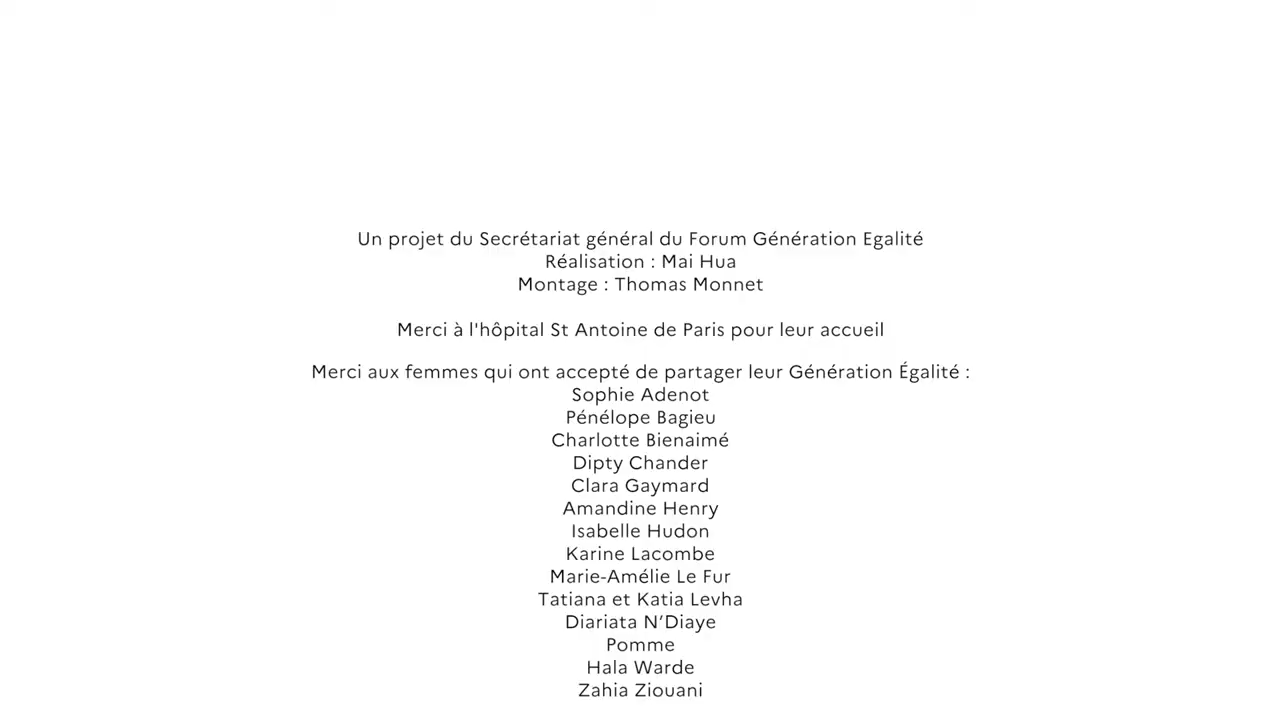 Un projet du Secrétariat général du Forum Génération Egalité
Réalisation : Mai Hua
Montage : Thomas Monnet
Merci à l'hôpital St Antoine de Paris pour leur accueil
Merci aux femmes qui ont accepté de partager leur Génération Égalité :
Sophie Adenot
Pénélope Bagieu
Charlotte Bienaimé
Dipty Chander
Clara Gaymard
Amandine Henry
Isabelle Hudon
Karine Lacombe
Marie-Amélie Le Fur
Tatiana et Katia Levha
Diariata N’Diaye
Pomme
Hala Warde
Zahia Ziouani